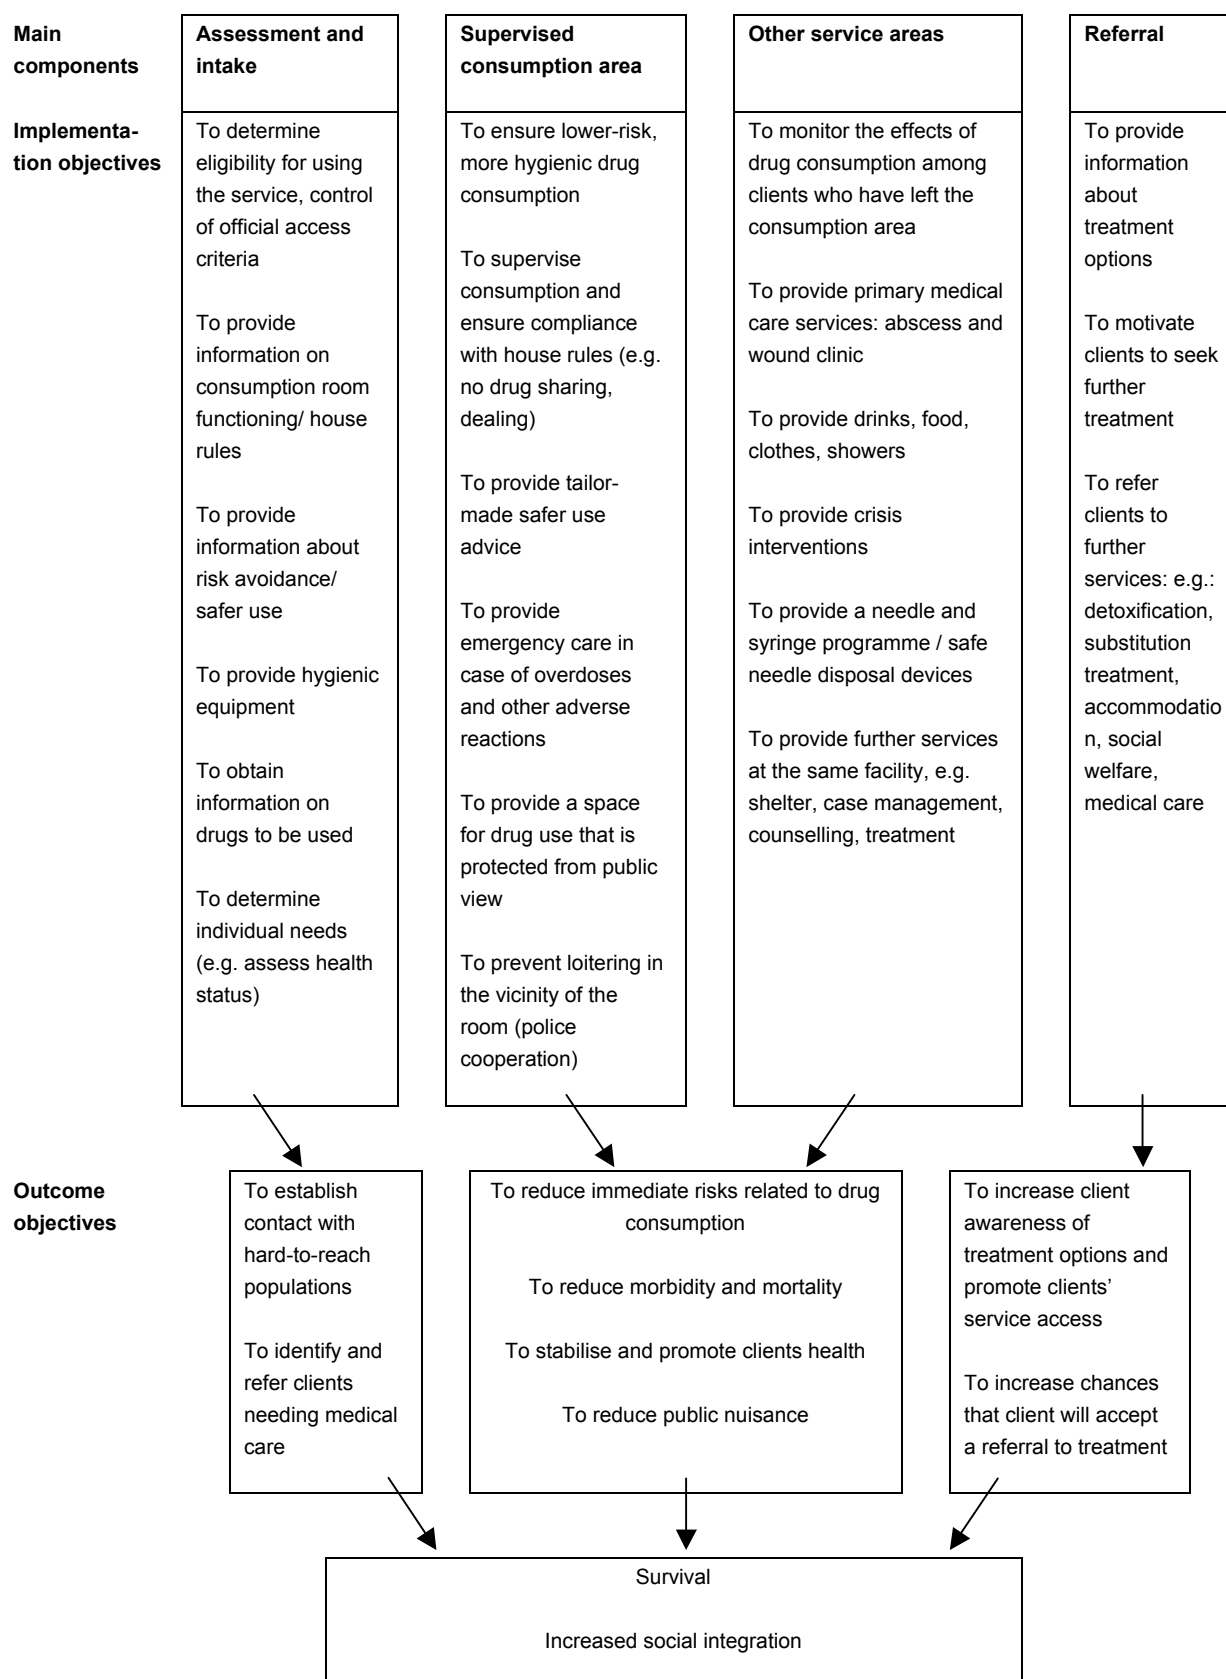 Main
components
Assessment and
intake
Supervised
consumption area
Other service areas
Referral
Implementa-
tion objectives
To determine
eligibility for using
the service, control
of official access
criteria
To provide
information on
consumption room
functioning/ house
rules
To provide
information about
risk avoidance/
safer use
To provide hygienic
equipment
To obtain
information on
drugs to be used
To determine
individual needs
(e.g. assess health
status)
To ensure lower-risk,
more hygienic drug
consumption
To supervise
consumption and
ensure compliance
with house rules (e.g.
no drug sharing,
dealing)
To provide tailor-
made safer use
advice
To provide
emergency care in
case of overdoses
and other adverse
reactions
To provide a space
for drug use that is
protected from public
view
To prevent loitering in
the vicinity of the
room (police
cooperation)
To monitor the effects of
drug consumption among
clients who have left the
consumption area
To provide primary medical
care services: abscess and
wound clinic
To provide drinks, food,
clothes, showers
To provide crisis
interventions
To provide a needle and
syringe programme / safe
needle disposal devices
To provide further services
at the same facility, e.g.
shelter, case management,
counselling, treatment
To provide
information
about
treatment
options
To motivate
clients to seek
further
treatment
To refer
clients to
further
services: e.g.:
detoxification,
substitution
treatment,
accommodatio
n, social
welfare,
medical care
Outcome
objectives
To establish
contact with
hard-to-reach
populations
To identify and
refer clients
needing medical
care
To reduce immediate risks related to drug
consumption
To reduce morbidity and mortality
To stabilise and promote clients health
To reduce public nuisance
To increase client
awareness of
treatment options and
promote clients’
service access
To increase chances
that client will accept
a referral to treatment
Survival
Increased social integration